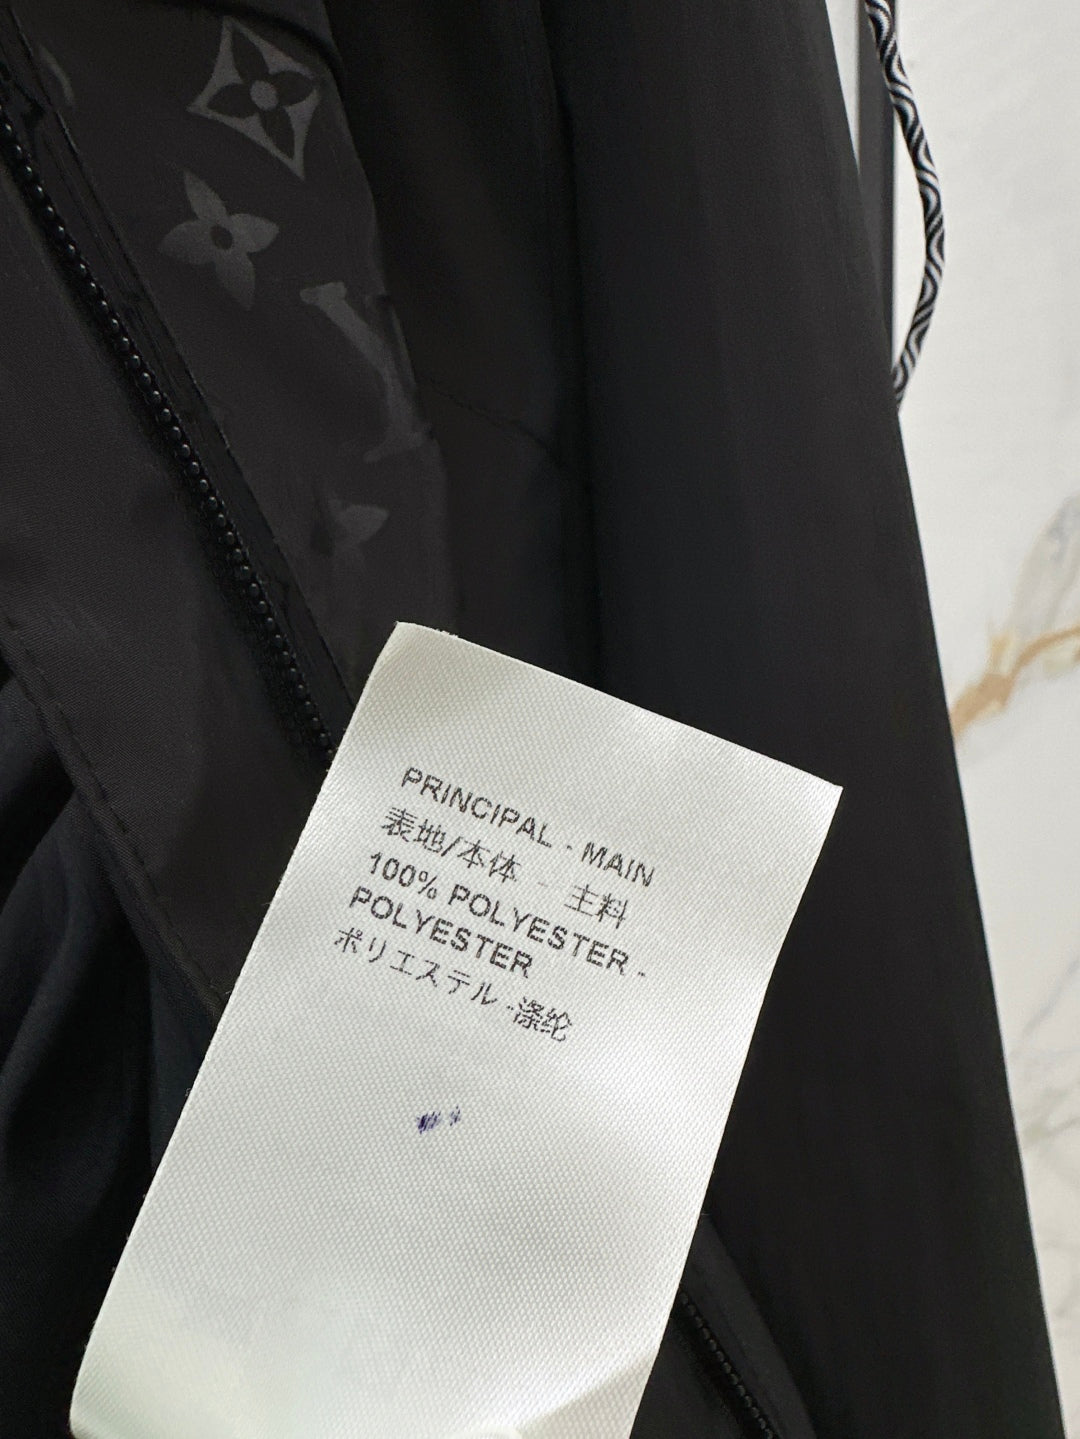 PRINCIPAL - MAIN
表地/本体 - 主料
100% POLYESTER -
POLYESTER
ポリエステル -涤纶